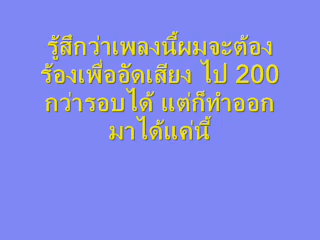 รู้สึกว่าเพลงนี้ผมจะต้อง
ร้องเพื่ออัดเสียง ไป 200
กว่ารอบได้ แต่ก็ทำออก
มาได้แค่นี้